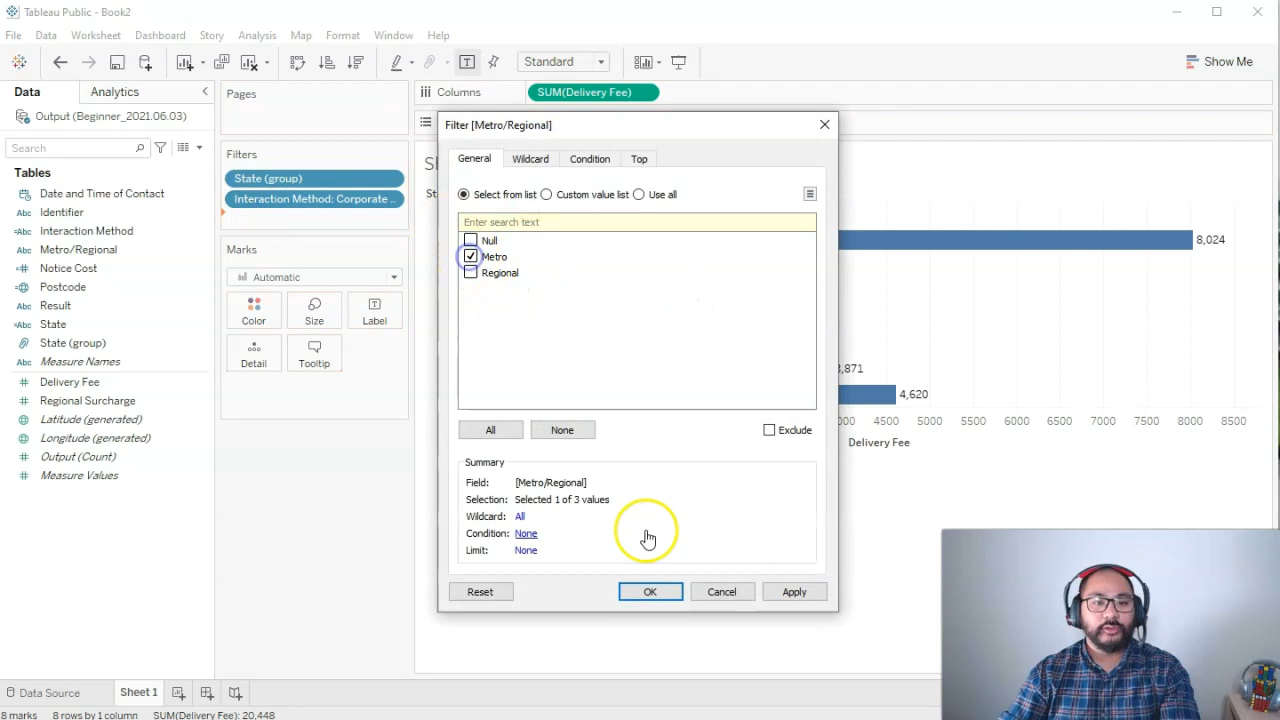 Tableau Public - Book2
File Data Worksheet Dashboard Story Analysis Map Format Window Help
Standard
Show Me
Data Analytics
Output (Beginner_2021.06.03)
Search
Tables
Date and Time of Contact
Abc Identifier
=Abc Interaction Method
Abc Metro/Regional
=# Notice Cost
Postcode
Abc Result
=Abc State
State (group)
Abc Measure Names
# Delivery Fee
# Regional Surcharge
Latitude (generated)
Longitude (generated)
# Output (Count)
# Measure Values
Pages
Filters
State (group)
Interaction Method: Corporate ..
Marks
Automatic
Color
Size
Label
Detail
Tooltip
Columns
SUM(Delivery Fee)
Filter [Metro/Regional]
General Wildcard Condition Top
Select from list Custom value list Use all
Enter search text
Null
Metro
Regional
All None Exclude
Summary
Field: [Metro/Regional]
Selection: Selected 1 of 3 values
Wildcard: All
Condition: None
Limit: None
Reset OK Cancel Apply
8,024
4,620
4500 5000 5500 6000 6500 7000 7500 8000 8500
Delivery Fee
Data Source
Sheet 1
8 marks 8 rows by 1 column SUM(Delivery Fee): 20,448